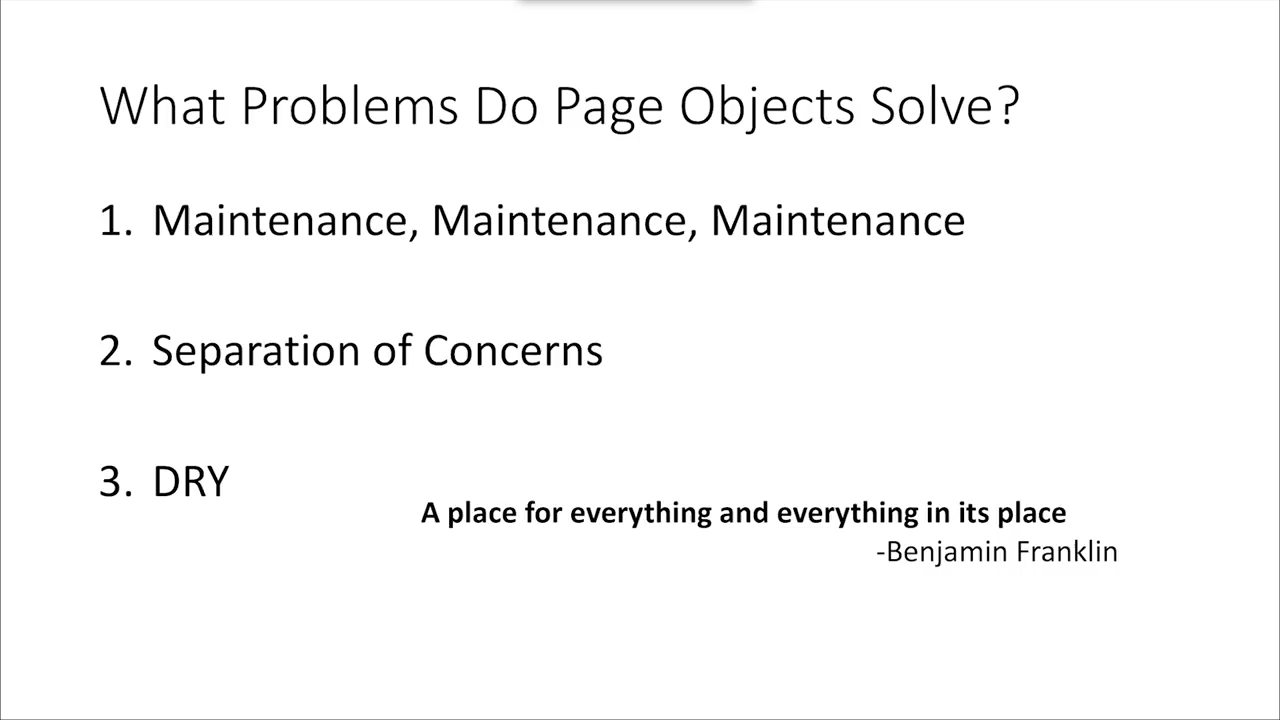 What Problems Do Page Objects Solve?
1. Maintenance, Maintenance, Maintenance
2. Separation of Concerns
3. DRY
A place for everything and everything in its place
-Benjamin Franklin